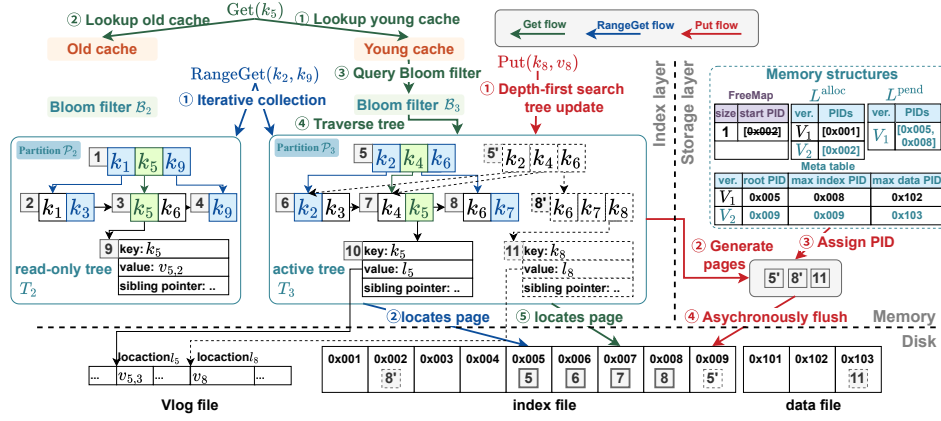 Get(k5)
② Lookup old cache
① Lookup young cache
Old cache
Young cache
Get flow
RangeGet flow
Put flow
RangeGet(k2, k9)
③ Query Bloom filter
Put(k8, v8)
① Iterative collection
① Depth-first search
tree update
Bloom filter B2
Bloom filter B3
④ Traverse tree
Index layer
Storage layer
Memory structures
FreeMap
size
start PID
1
[0x002]
L^alloc
ver.
PIDs
V1
[0x001]
V2
[0x002]
L^pend
ver.
PIDs
V1
[0x005,
0x008]
Meta table
ver.
root PID
max index PID
max data PID
V1
0x005
0x008
0x102
V2
0x009
0x009
0x103
Partition P2
1
k1
k5
k9
2
k1
k3
3
k5
k6
4
k9
9
key: k5
value: v5,2
sibling pointer: ..
read-only tree
T2
Partition P3
5
k2
k4
k6
5'
k2
k4
k6
6
k2
k3
7
k4
k5
8
k6
k7
8'
k6
k7
k8
10
key: k5
value: l5
sibling pointer: ..
11
key: k8
value: l8
sibling pointer: ..
active tree
T3
② Generate
pages
③ Assign PID
5'
8'
11
② locates page
⑤ locates page
④ Asychronously flush
Memory
Disk
locaction l5
locaction l8
...
v5,3
...
v8
...
Vlog file
0x001
0x002
0x003
0x004
0x005
0x006
0x007
0x008
0x009
8'
5
6
7
8
5'
index file
0x101
0x102
0x103
11
data file